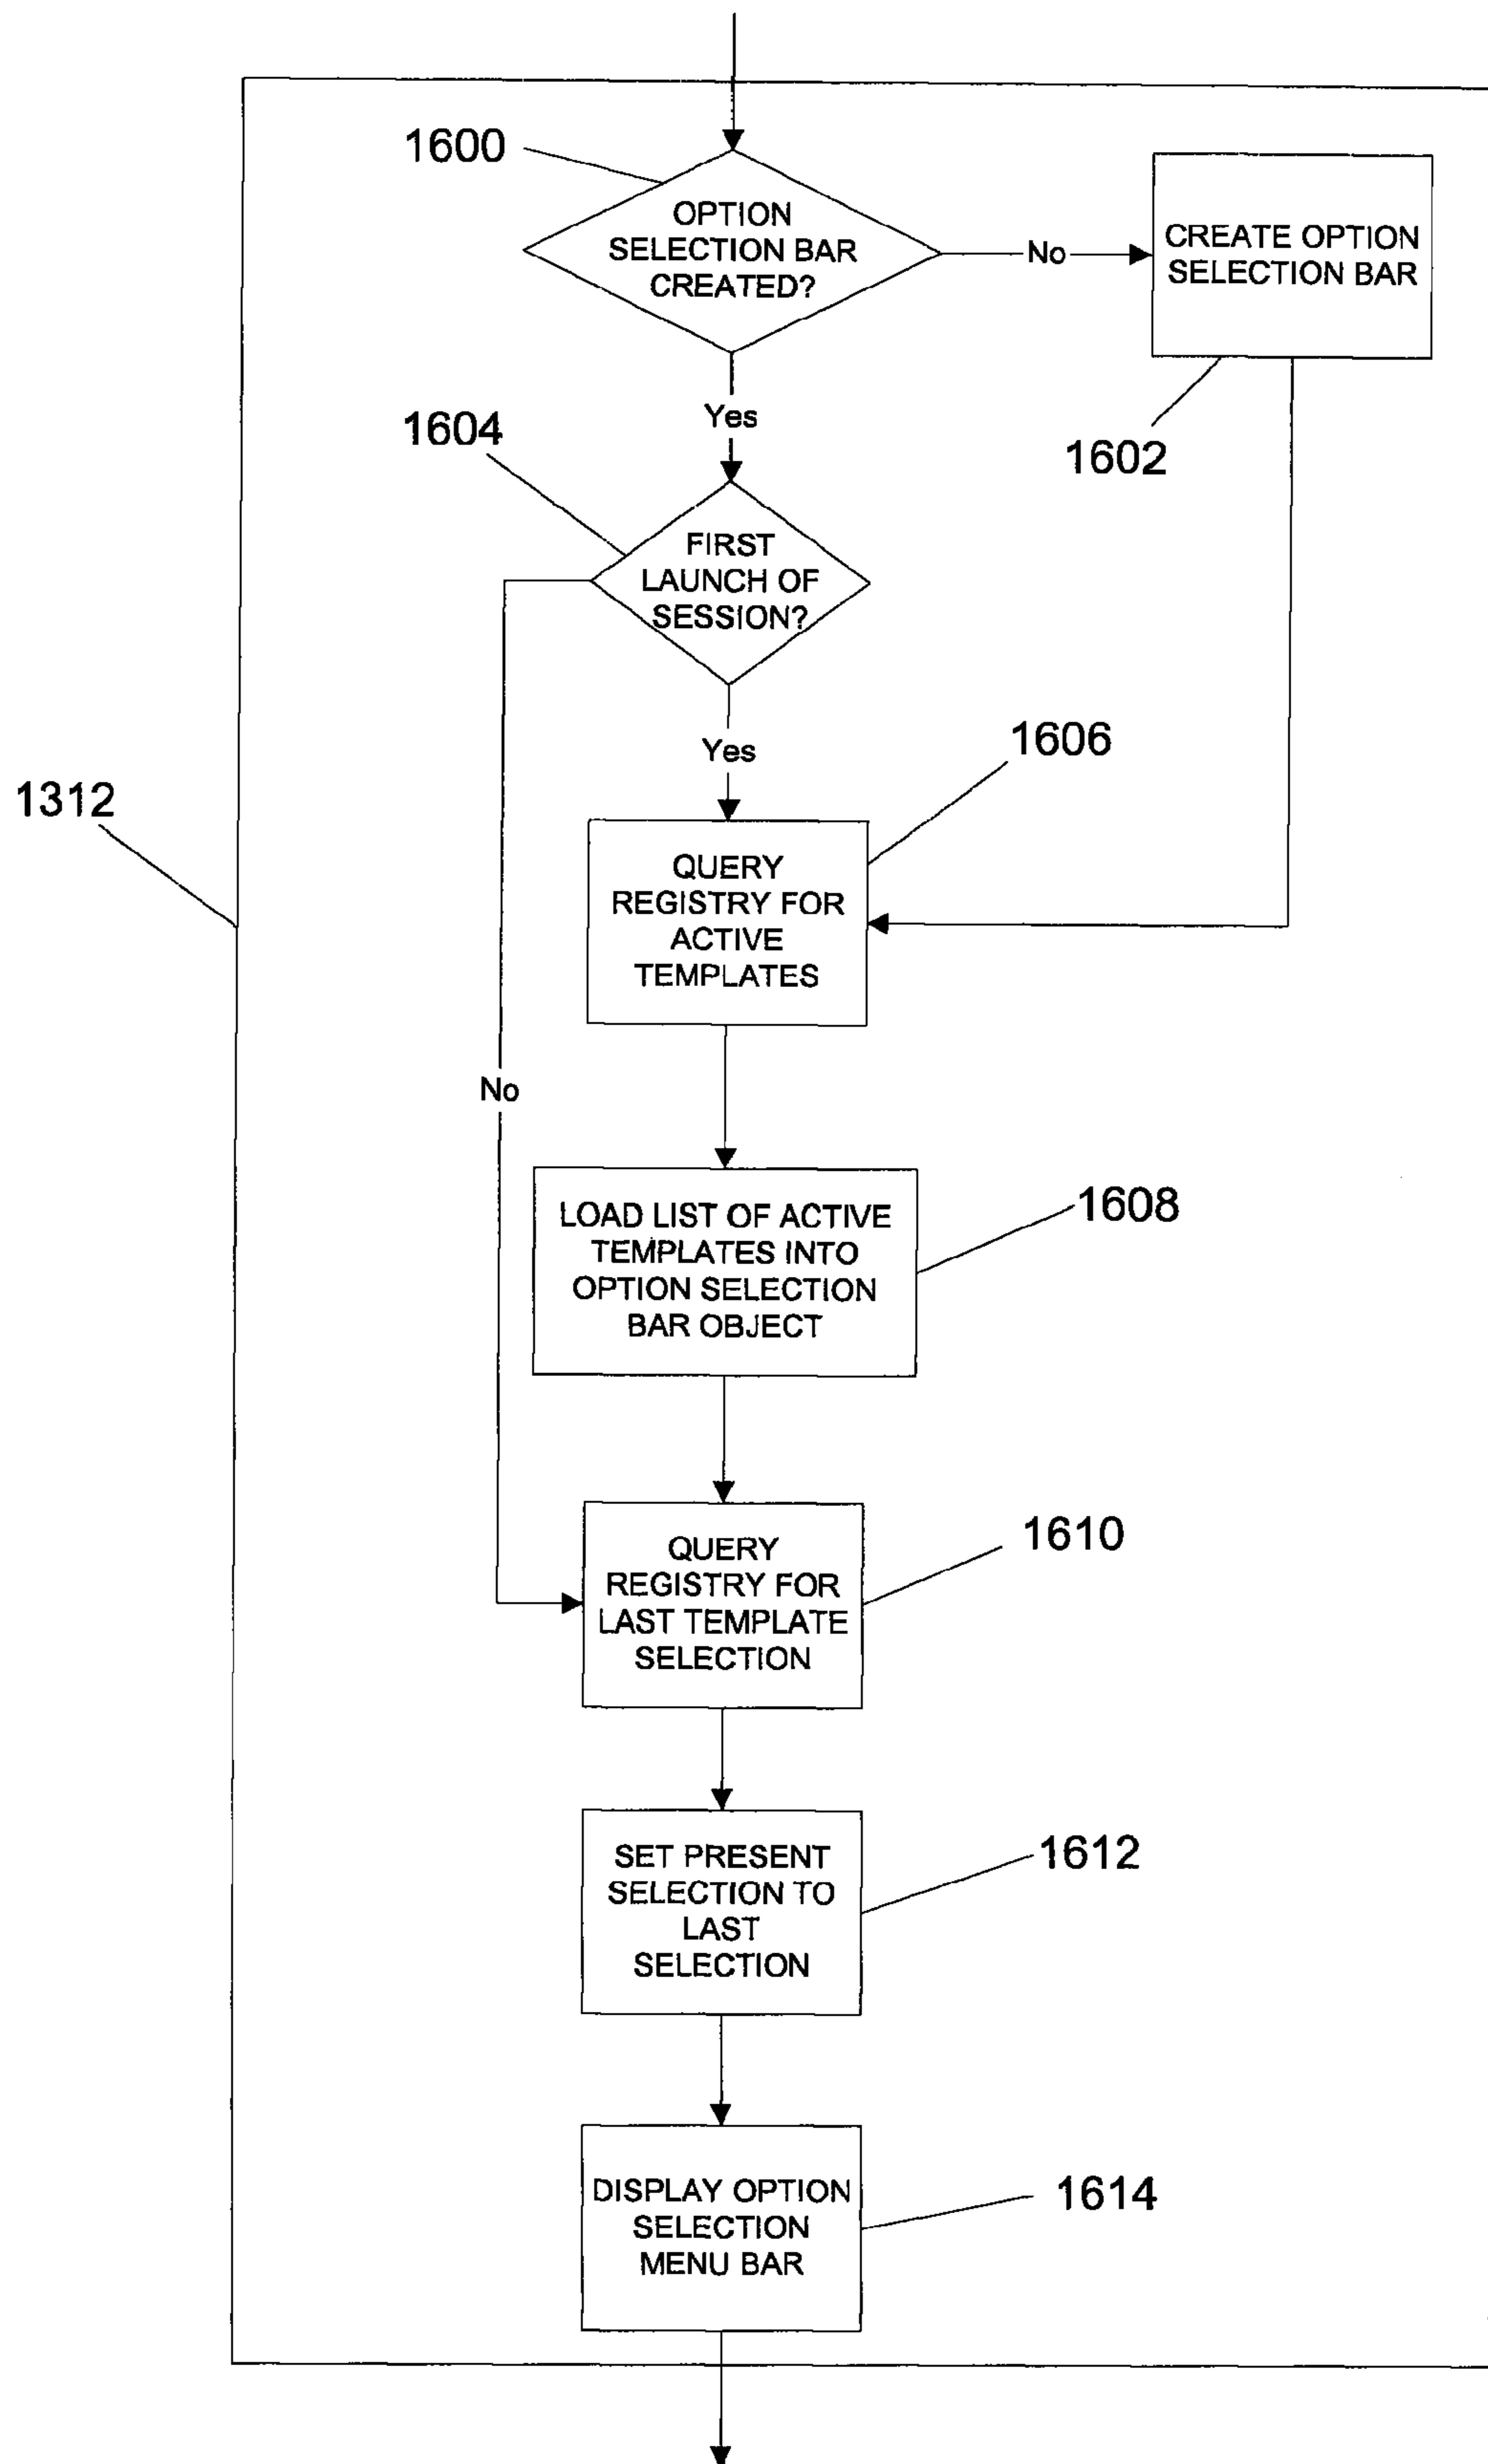 1600
OPTION
SELECTION BAR
CREATED?
No
CREATE OPTION
SELECTION BAR
1602
Yes
1604
FIRST
LAUNCH OF
SESSION?
Yes
1606
1312
QUERY
REGISTRY FOR
ACTIVE
TEMPLATES
No
LOAD LIST OF ACTIVE
TEMPLATES INTO
OPTION SELECTION
BAR OBJECT
1608
QUERY
REGISTRY FOR
LAST TEMPLATE
SELECTION
1610
SET PRESENT
SELECTION TO
LAST
SELECTION
1612
DISPLAY OPTION
SELECTION
MENU BAR
1614